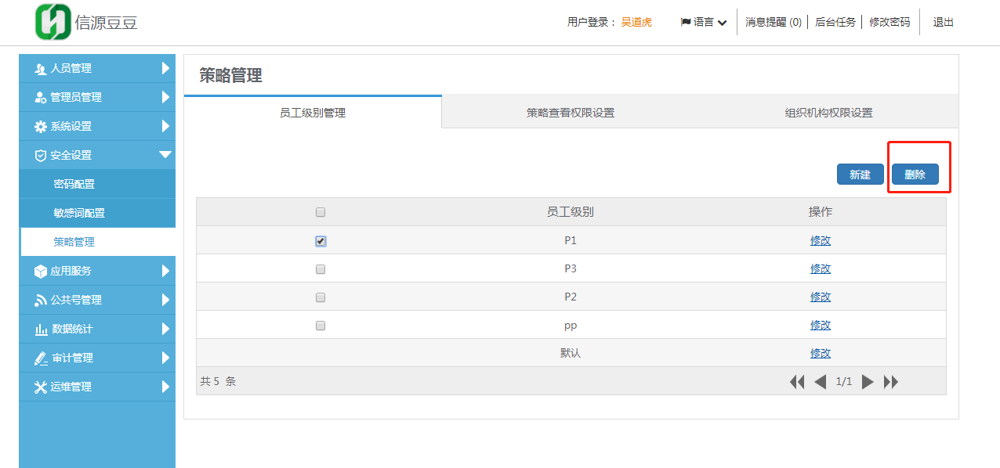 信源豆豆
用户登录： 吴道虎 语言 消息提醒 (0) 后台任务 修改密码 退出
人员管理
管理员管理
系统设置
安全设置
密码配置
敏感词配置
策略管理
应用服务
公共号管理
数据统计
审计管理
运维管理
策略管理
员工级别管理 策略查看权限设置 组织机构权限设置
新建 删除
员工级别 操作
P1 修改
P3 修改
P2 修改
pp 修改
默认 修改
共 5 条 1/1